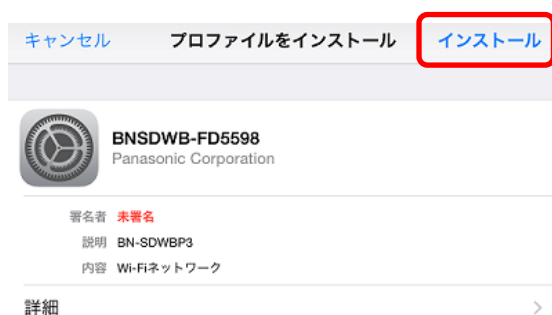 キャンセル プロファイルをインストール インストール
BNSDWB-FD5598
Panasonic Corporation
署名者 未署名
説明 BN-SDWBP3
内容 Wi-Fiネットワーク
詳細